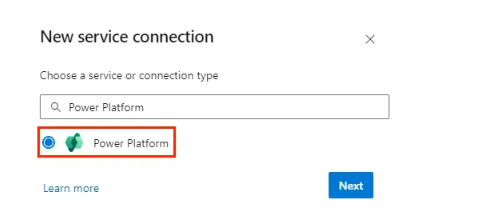 New service connection
Choose a service or connection type
Power Platform
Power Platform
Learn more
Next